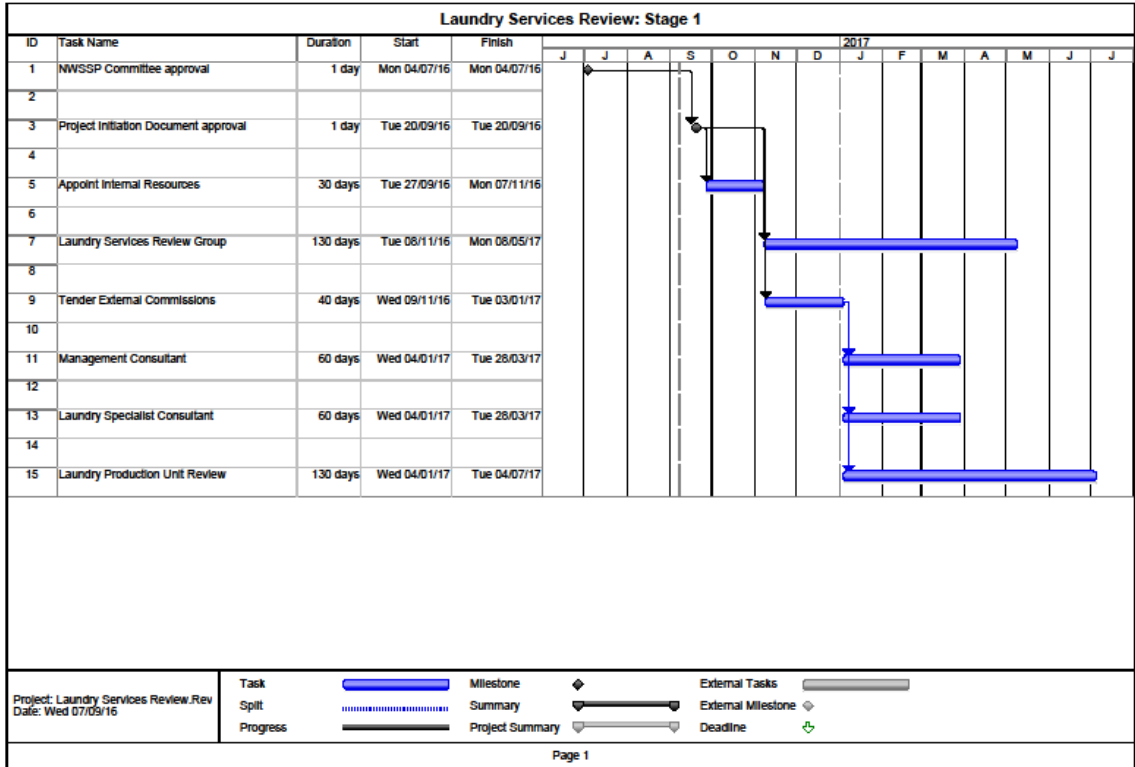 Laundry Services Review: Stage 1
ID Task Name Duration Start Finish 2017
J J A S O N D J F M A M J J
1 NWSSP Committee approval 1 day Mon 04/07/16 Mon 04/07/16
2
3 Project Initiation Document approval 1 day Tue 20/09/16 Tue 20/09/16
4
5 Appoint Internal Resources 30 days Tue 27/09/16 Mon 07/11/16
6
7 Laundry Services Review Group 130 days Tue 08/11/16 Mon 08/05/17
8
9 Tender External Commissions 40 days Wed 09/11/16 Tue 03/01/17
10
11 Management Consultant 60 days Wed 04/01/17 Tue 28/03/17
12
13 Laundry Specialist Consultant 60 days Wed 04/01/17 Tue 28/03/17
14
15 Laundry Production Unit Review 130 days Wed 04/01/17 Tue 04/07/17
Project: Laundry Services Review.Rev
Date: Wed 07/09/16
Task Milestone External Tasks
Split Summary External Milestone
Progress Project Summary Deadline
Page 1